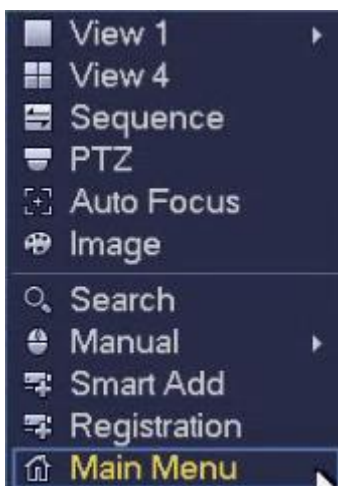 View 1
View 4
Sequence
PTZ
Auto Focus
Image
Search
Manual
Smart Add
Registration
Main Menu